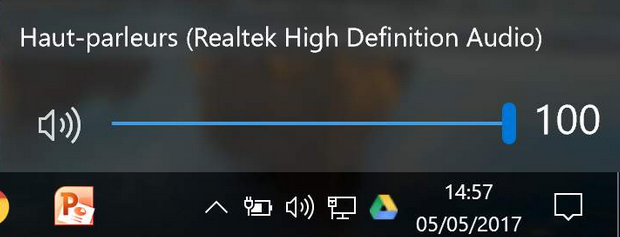 Haut-parleurs (Realtek High Definition Audio)
100
P
14:57
05/05/2017